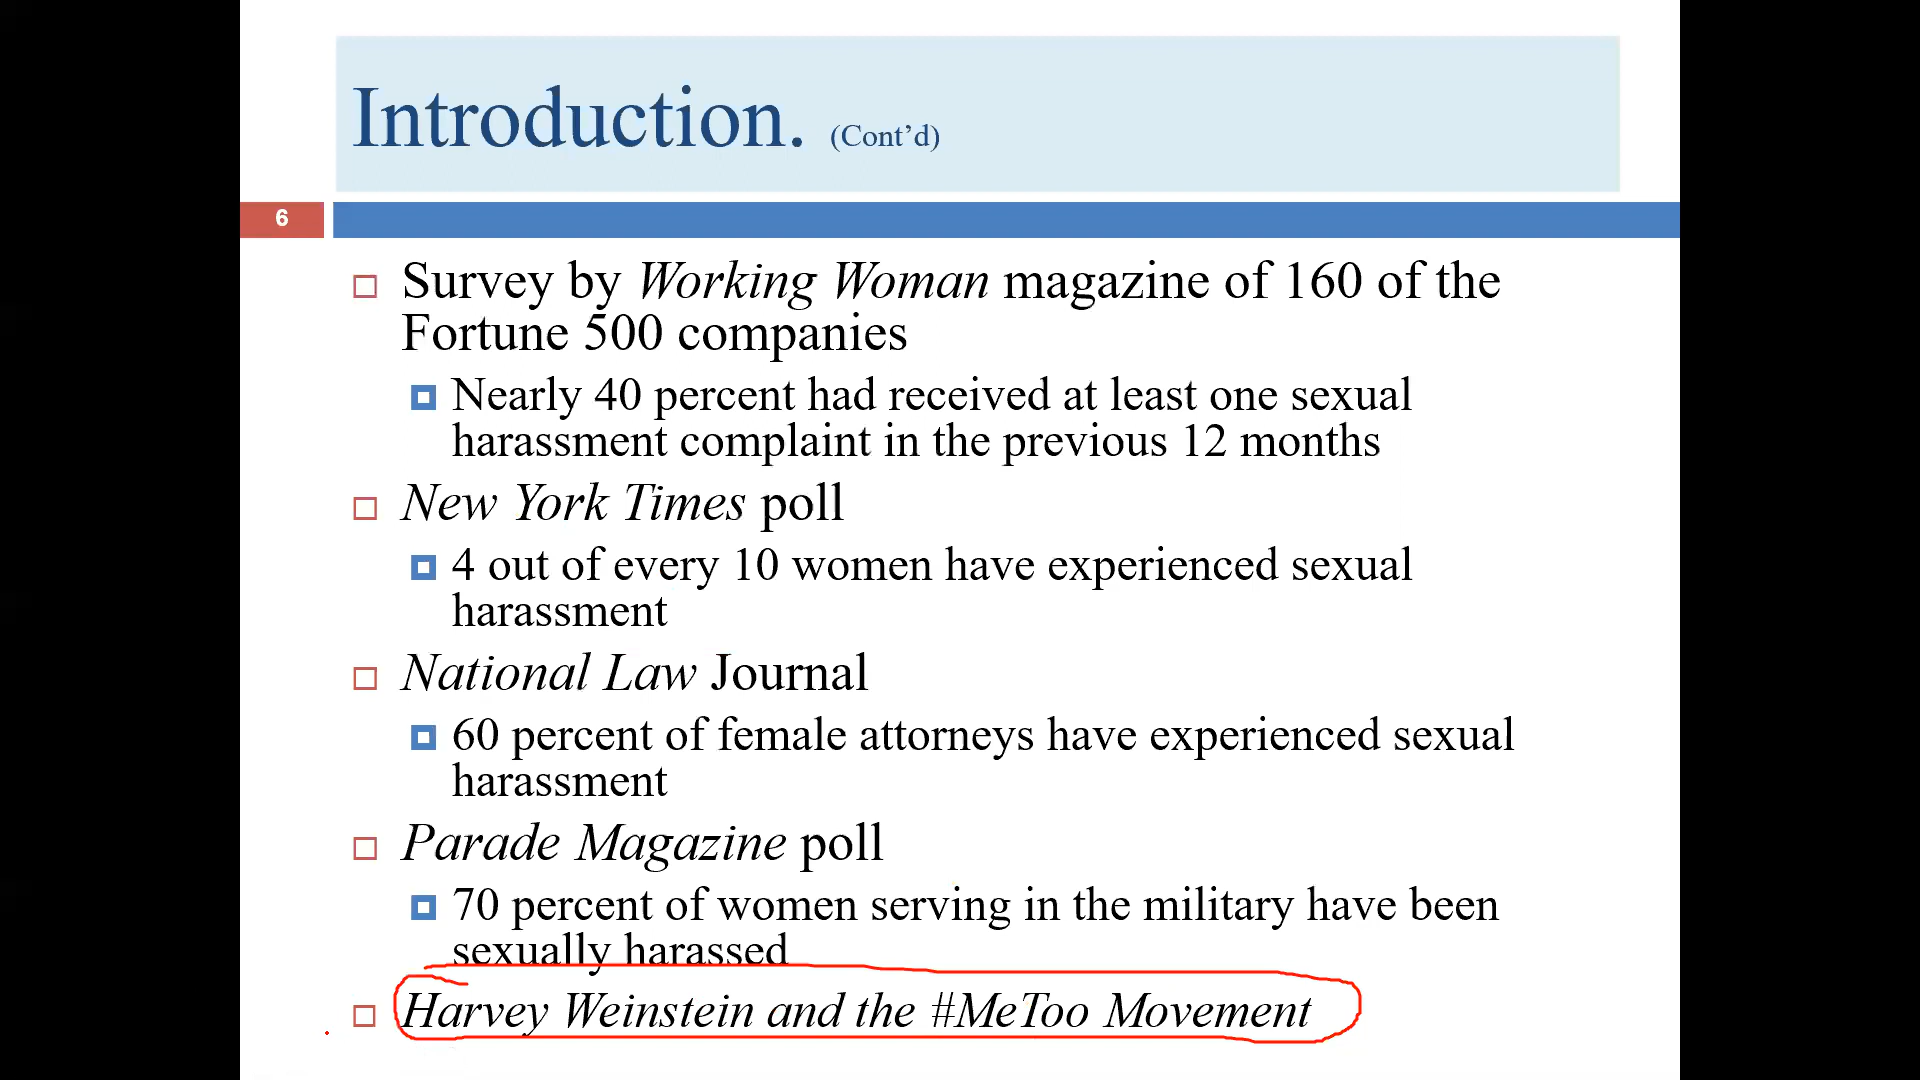 Introduction. (Cont’d)
6
Survey by Working Woman magazine of 160 of the
Fortune 500 companies
Nearly 40 percent had received at least one sexual
harassment complaint in the previous 12 months
New York Times poll
4 out of every 10 women have experienced sexual
harassment
National Law Journal
60 percent of female attorneys have experienced sexual
harassment
Parade Magazine poll
70 percent of women serving in the military have been
sexually harassed
Harvey Weinstein and the #MeToo Movement